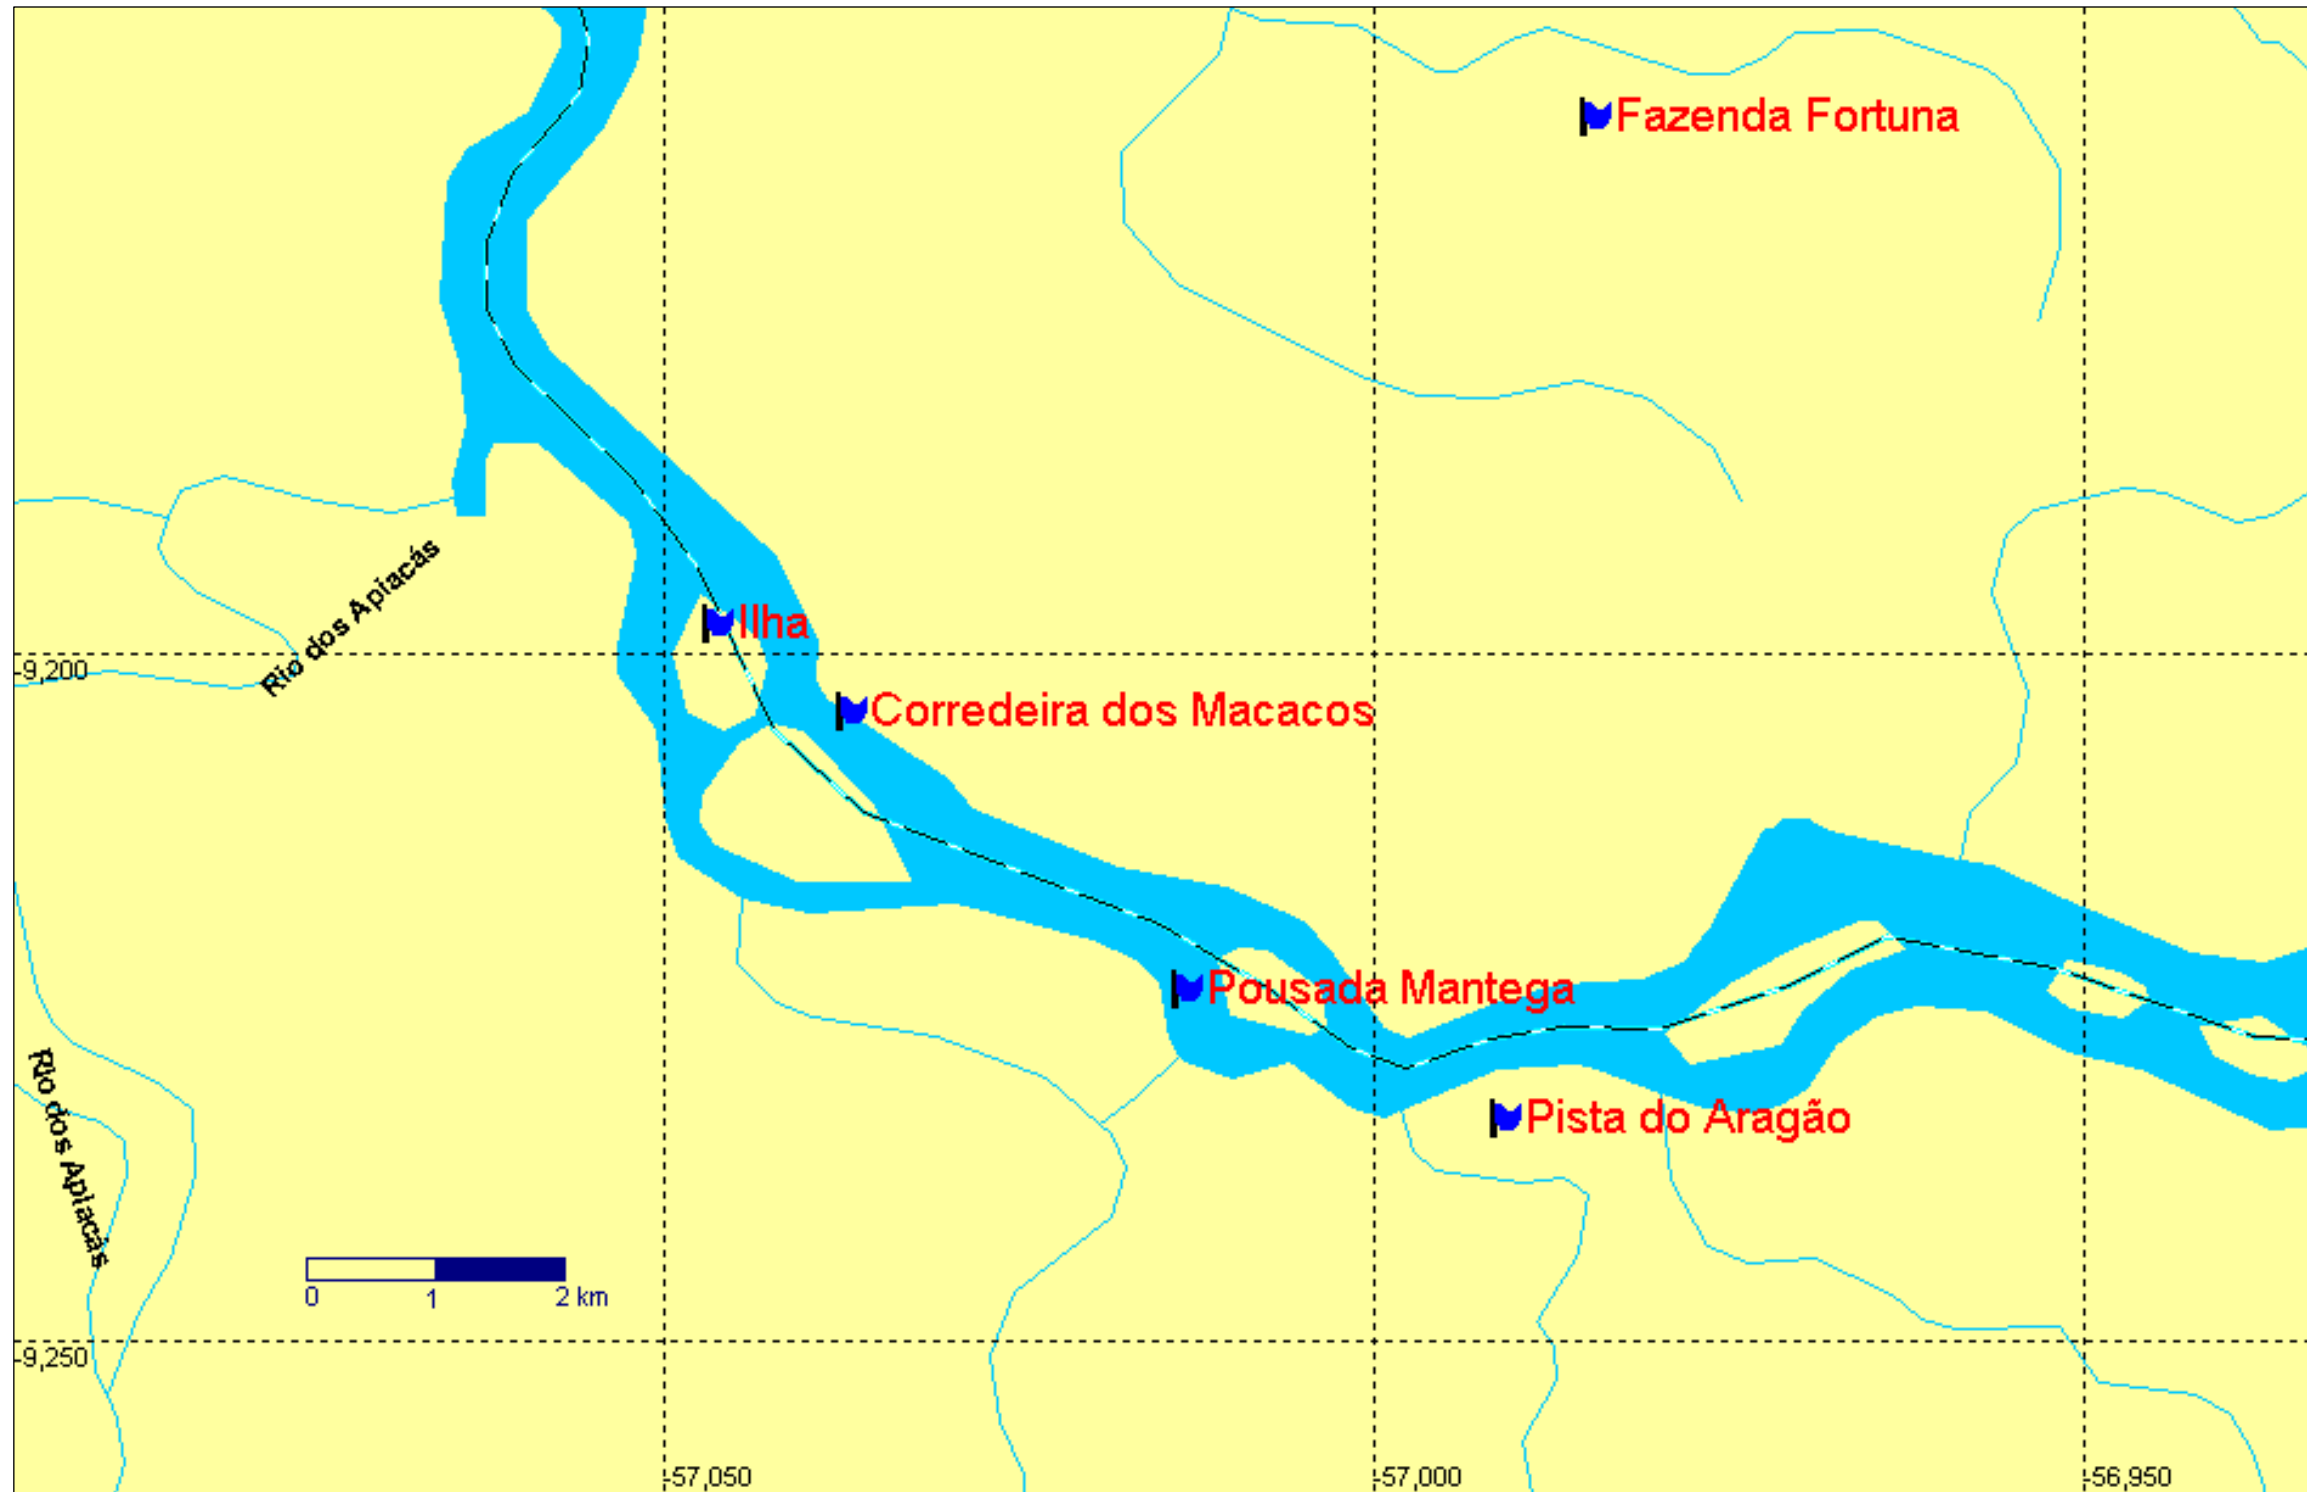 Fazenda Fortuna
Rio dos Apiacás
Ilha
-9,200
Corredeira dos Macacos
Pousada Mantega
Rio dos Apiacás
Pista do Aragão
0 1 2 km
-9,250
-57,050 -57,000 -56,950